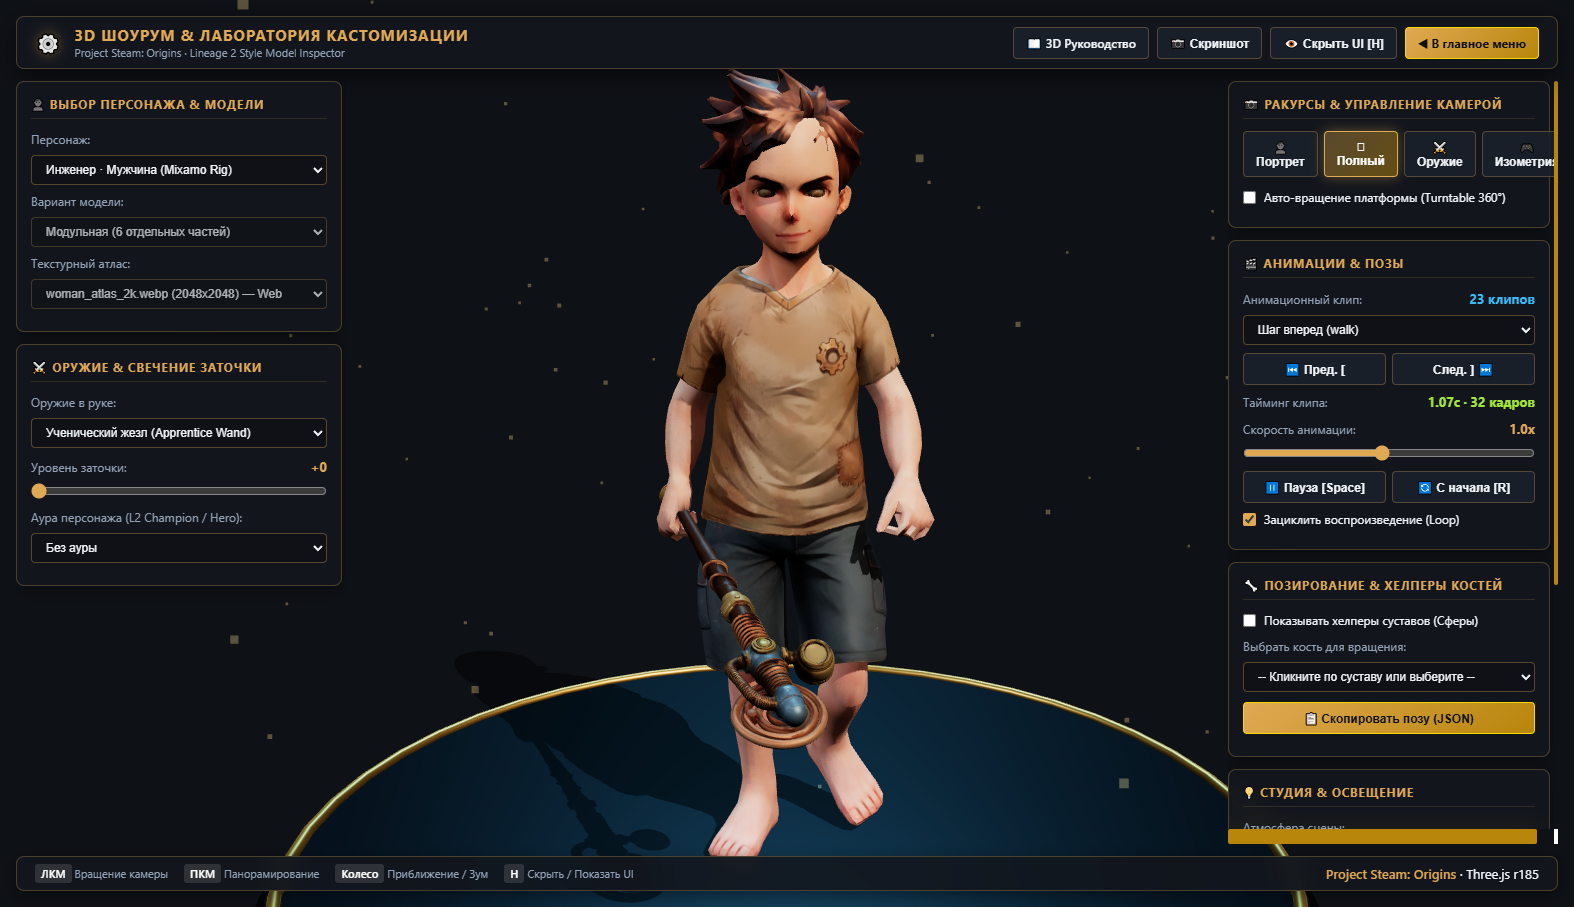 3D ШОУРУМ & ЛАБОРАТОРИЯ КАСТОМИЗАЦИИ
Project Steam: Origins · Lineage 2 Style Model Inspector
3D Руководство
Скриншот
Скрыть UI [H]
◀ В главное меню
ВЫБОР ПЕРСОНАЖА & МОДЕЛИ
Персонаж:
Инженер · Мужчина (Mixamo Rig)
Вариант модели:
Модульная (6 отдельных частей)
Текстурный атлас:
woman_atlas_2k.webp (2048x2048) — Web
ОРУЖИЕ & СВЕЧЕНИЕ ЗАТОЧКИ
Оружие в руке:
Ученический жезл (Apprentice Wand)
Уровень заточки: +0
Аура персонажа (L2 Champion / Hero):
Без ауры
РАКУРСЫ & УПРАВЛЕНИЕ КАМЕРОЙ
Портрет
Полный
Оружие
Изометрия
Авто-вращение платформы (Turntable 360°)
АНИМАЦИИ & ПОЗЫ
Анимационный клип: 23 клипов
Шаг вперед (walk)
Пред. [
След. ]
Тайминг клипа: 1.07с · 32 кадров
Скорость анимации: 1.0x
Пауза [Space]
С начала [R]
Зациклить воспроизведение (Loop)
ПОЗИРОВАНИЕ & ХЕЛПЕРЫ КОСТЕЙ
Показывать хелперы суставов (Сферы)
Выбрать кость для вращения:
-- Кликните по суставу или выберите --
Скопировать позу (JSON)
СТУДИЯ & ОСВЕЩЕНИЕ
Атмосфера сцены:
ЛКМ Вращение камеры ПКМ Панорамирование Колесо Приближение / Зум H Скрыть / Показать UI
Project Steam: Origins · Three.js r185